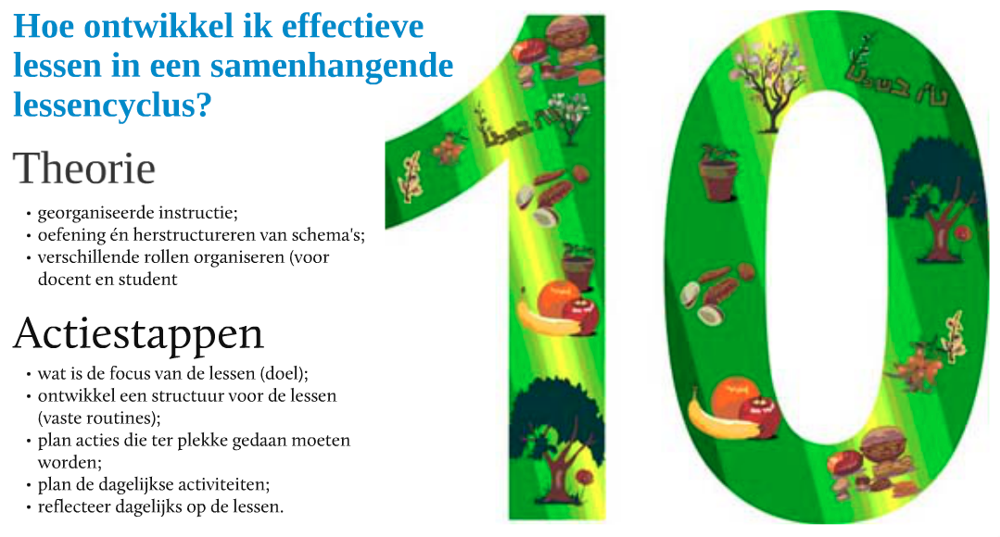 Hoe ontwikkel ik effectieve
lessen in een samenhangende
lessencyclus?
Theorie
• georganiseerde instructie;
• oefening én herstructureren van schema's;
• verschillende rollen organiseren (voor
docent en student
Actiestappen
• wat is de focus van de lessen (doel);
• ontwikkel een structuur voor de lessen
(vaste routines);
• plan acties die ter plekke gedaan moeten
worden;
• plan de dagelijkse activiteiten;
• reflecteer dagelijks op de lessen.
10
ט"ו בשבט